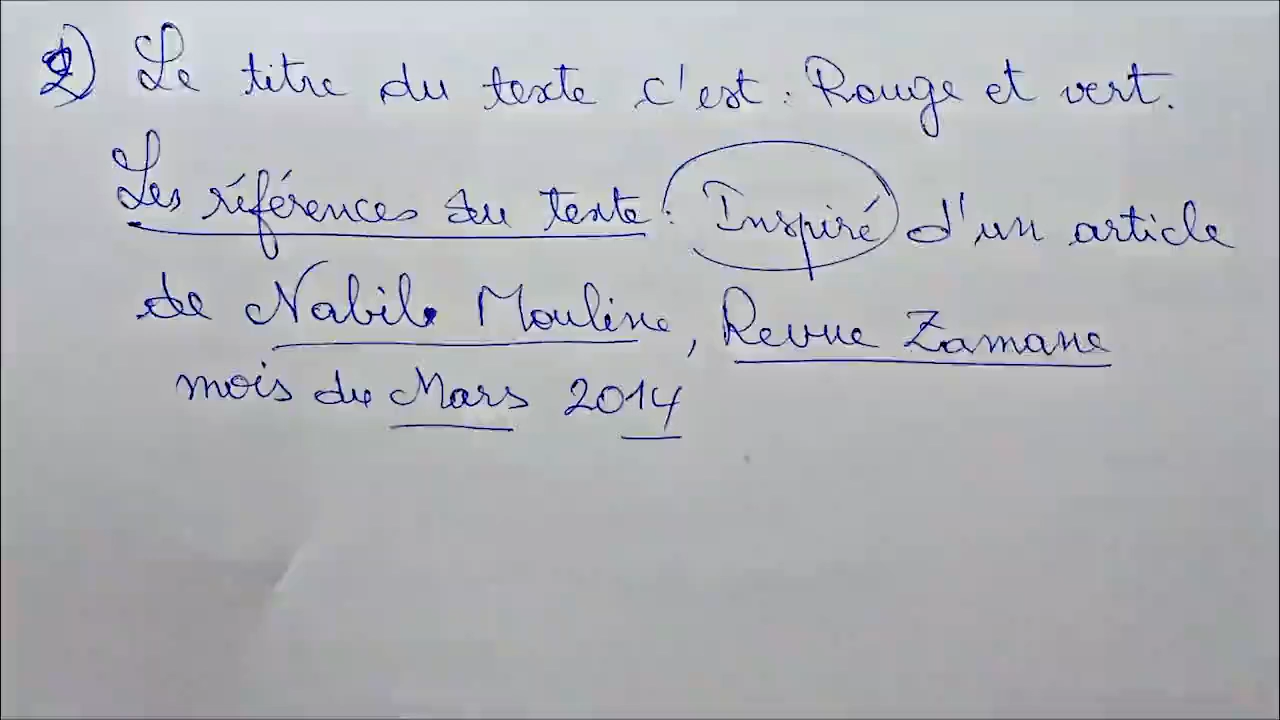 2) Le titre du texte c'est : Rouge et vert.
Les références du texte : Inspiré d'un article
de Nabil Mouline, Revue Zamane
mois de Mars 2014